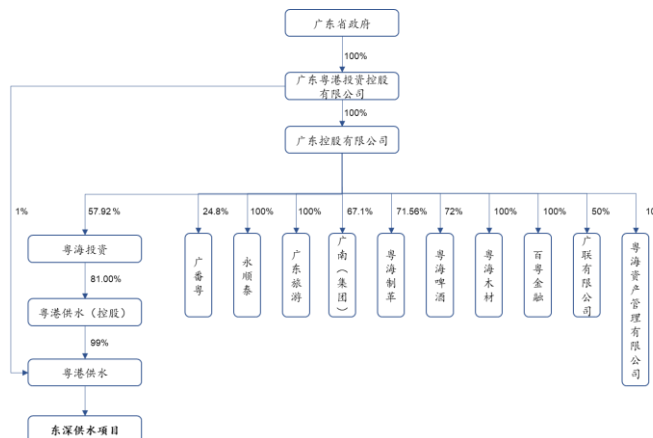 广东省政府
100%
广东粤港投资控股
有限公司
100%
广东控股有限公司
1%
57.92%
24.8%
100%
100%
67.1%
71.56%
72%
100%
100%
50%
10
粤海投资
广番粤
永顺泰
广东旅游
广南（集团）
粤海制革
粤海啤酒
粤海木材
百粤金融
广联有限公司
粤海资产管理有限公司
81.00%
粤港供水（控股）
99%
粤港供水
东深供水项目